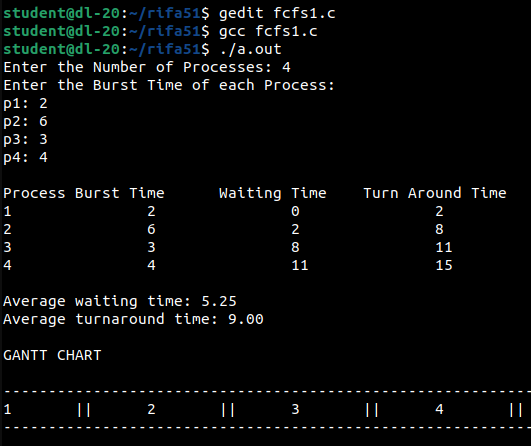 student@dl-20:~/rifa51$ gedit fcfs1.c
student@dl-20:~/rifa51$ gcc fcfs1.c
student@dl-20:~/rifa51$ ./a.out
Enter the Number of Processes: 4
Enter the Burst Time of each Process:
p1: 2
p2: 6
p3: 3
p4: 4
Process Burst Time      Waiting Time    Turn Around Time
1               2               0               2
2               6               2               8
3               3               8               11
4               4               11              15
Average waiting time: 5.25
Average turnaround time: 9.00
GANTT CHART
-----------------------------------------------------------
1       ||      2       ||      3       ||      4       ||
-----------------------------------------------------------